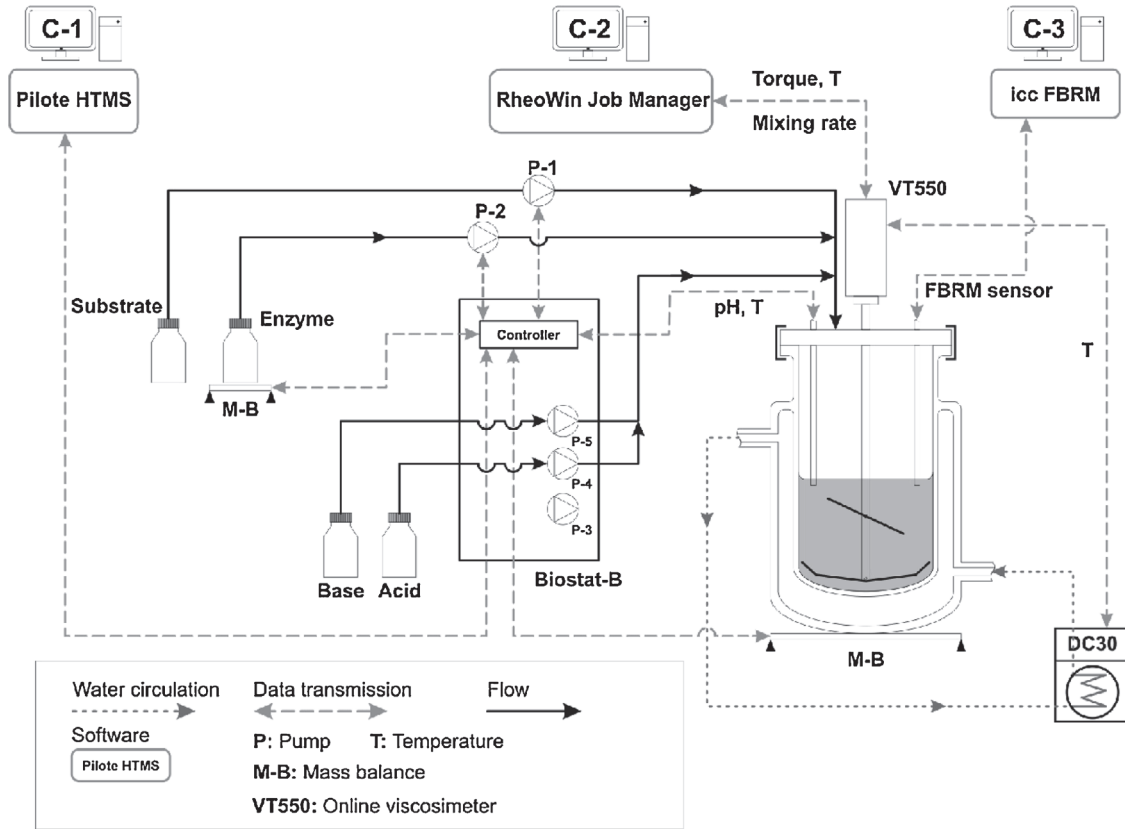 C-1
C-2
C-3
Pilote HTMS
RheoWin Job Manager
icc FBRM
Torque, T
Mixing rate
P-1
VT550
P-2
Substrate
Enzyme
FBRM sensor
pH, T
Controller
T
M-B
P-5
P-4
P-3
Base
Acid
Biostat-B
M-B
DC30
Water circulation
Data transmission
Flow
Software
Pilote HTMS
P: Pump
T: Temperature
M-B: Mass balance
VT550: Online viscosimeter